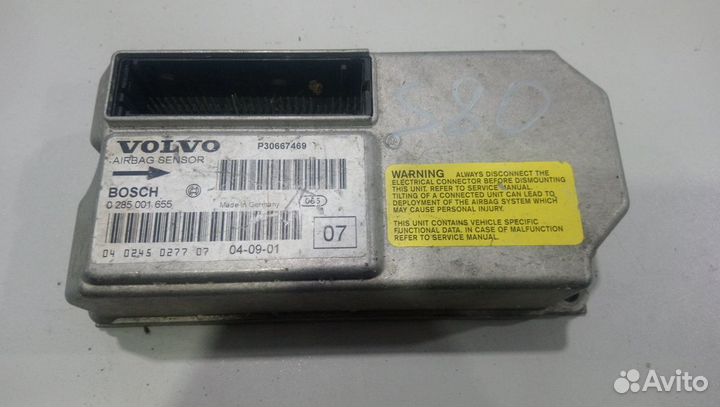 S80
VOLVO
P30667469
AIRBAG SENSOR
BOSCH
0 285 001 655
Made in Germany
065
04 0245 0277 07
04-09-01
07
WARNING ALWAYS DISCONNECT THE
ELECTRICAL CONNECTOR BEFORE DISMOUNTING
THIS UNIT. REFER TO SERVICE MANUAL.
TILTING OF A CONNECTED UNIT CAN LEAD TO
DEPLOYMENT OF THE AIRBAG SYSTEM WHICH
MAY CAUSE PERSONAL INJURY.
THIS UNIT CONTAINS VEHICLE SPECIFIC
FUNCTIONAL DATA. IN CASE OF MALFUNCTION
REFER TO SERVICE MANUAL.
Avito